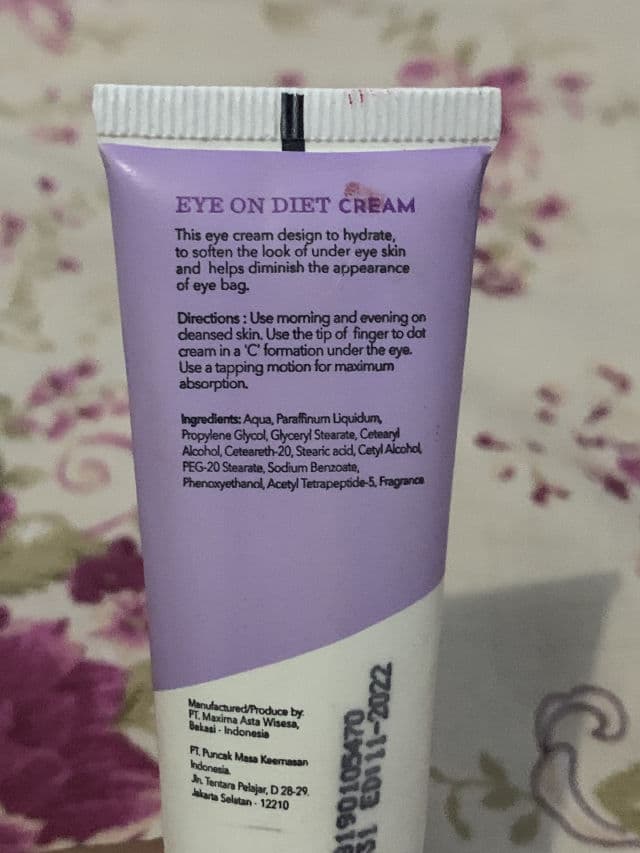 EYE ON DIET CREAM
This eye cream design to hydrate,
to soften the look of under eye skin
and helps diminish the appearance
of eye bag.
Directions : Use morning and evening on
cleansed skin. Use the tip of finger to dot
cream in a 'C' formation under the eye.
Use a tapping motion for maximum
absorption.
Ingredients: Aqua, Paraffinum Liquidum,
Propylene Glycol, Glyceryl Stearate, Cetearyl
Alcohol, Ceteareth-20, Stearic acid, Cetyl Alcohol,
PEG-20 Stearate, Sodium Benzoate,
Phenoxyethanol, Acetyl Tetrapeptide-5, Fragrance
Manufactured/Produce by:
PT. Maxima Asta Wisesa,
Bekasi - Indonesia
PT. Puncak Masa Keemasan
Indonesia.
Jln. Tentara Pelajar, D 28-29.
Jakarta Selatan - 12210
190105470
ED:11-2022